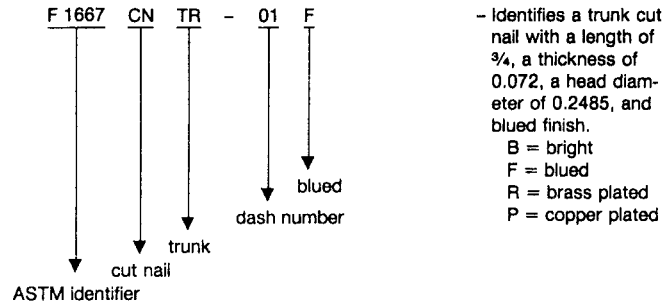 F 1667 CN TR – 01 F
– Identifies a trunk cut
nail with a length of
¾, a thickness of
0.072, a head diam-
eter of 0.2485, and
blued finish.
B = bright
F = blued
R = brass plated
P = copper plated
blued
dash number
trunk
cut nail
ASTM identifier